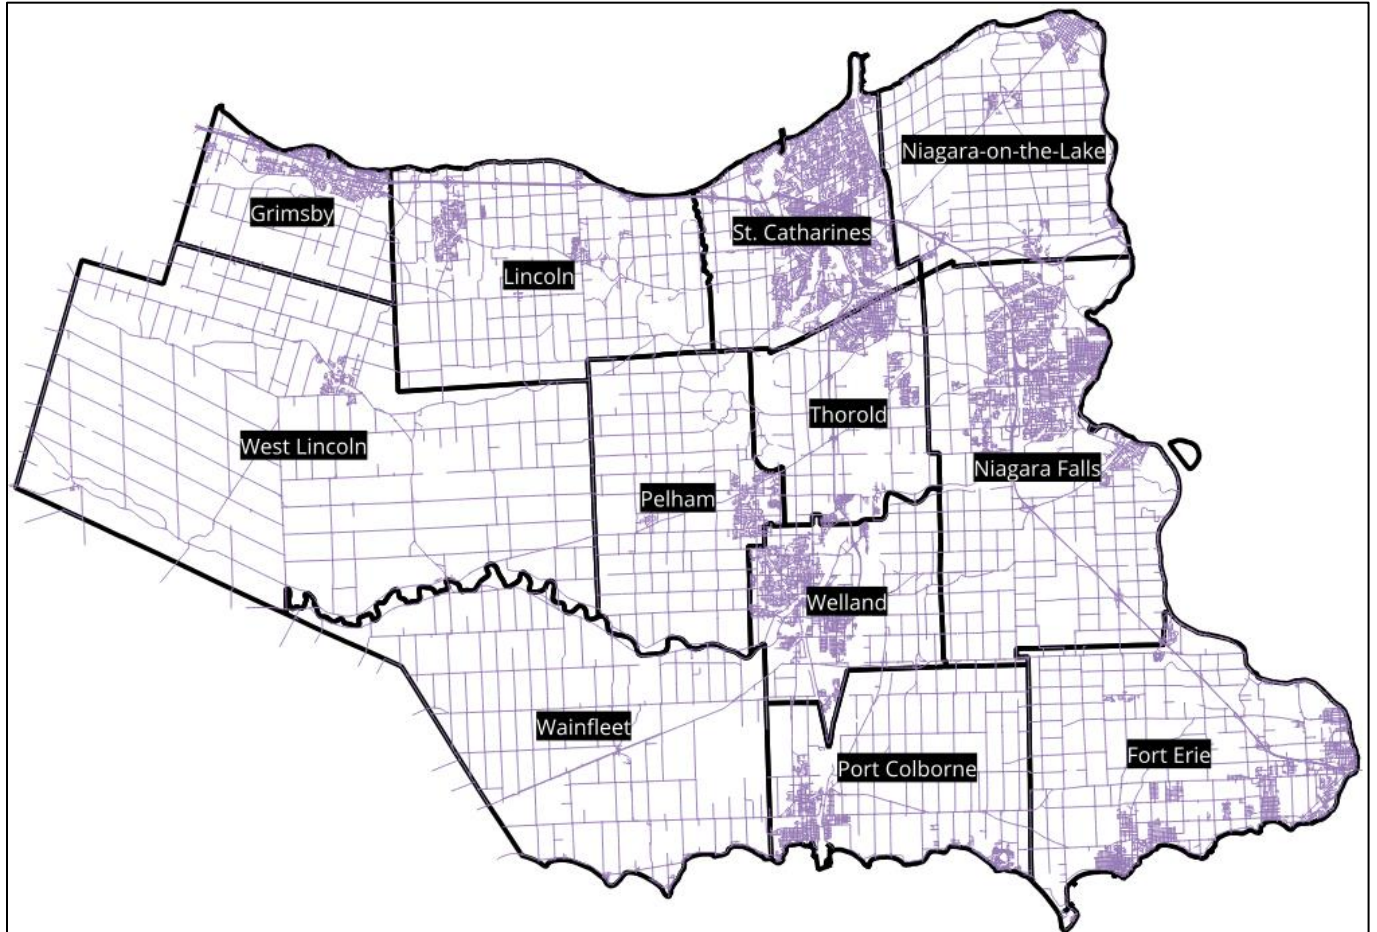 Niagara-on-the-Lake
Grimsby
St. Catharines
Lincoln
Thorold
West Lincoln
Niagara Falls
Pelham
Welland
Wainfleet
Fort Erie
Port Colborne